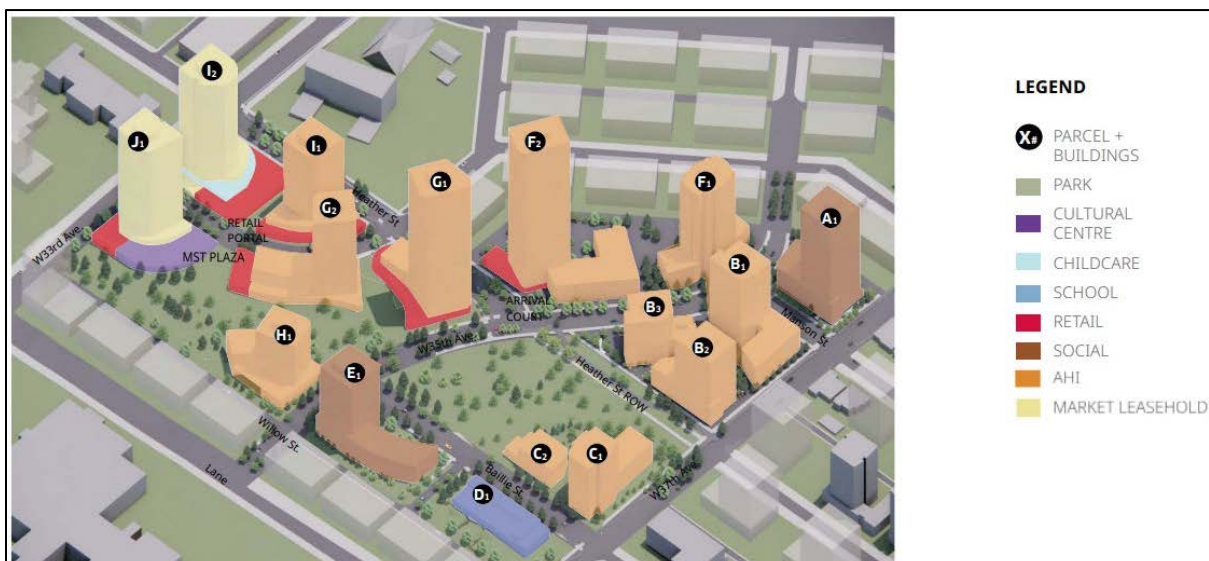 I2
J1
I1
F2
G1
F1
G2
A1
Heather St
RETAIL
PORTAL
MST PLAZA
W33rd Ave.
B1
ARRIVAL
COURT
B3
Manson St.
B2
H1
W35th Ave.
E1
Heather St ROW
Willow St.
Lane
C2
C1
Baillie St.
W37th Ave.
D1
LEGEND
X# PARCEL +
BUILDINGS
PARK
CULTURAL
CENTRE
CHILDCARE
SCHOOL
RETAIL
SOCIAL
AHI
MARKET LEASEHOLD